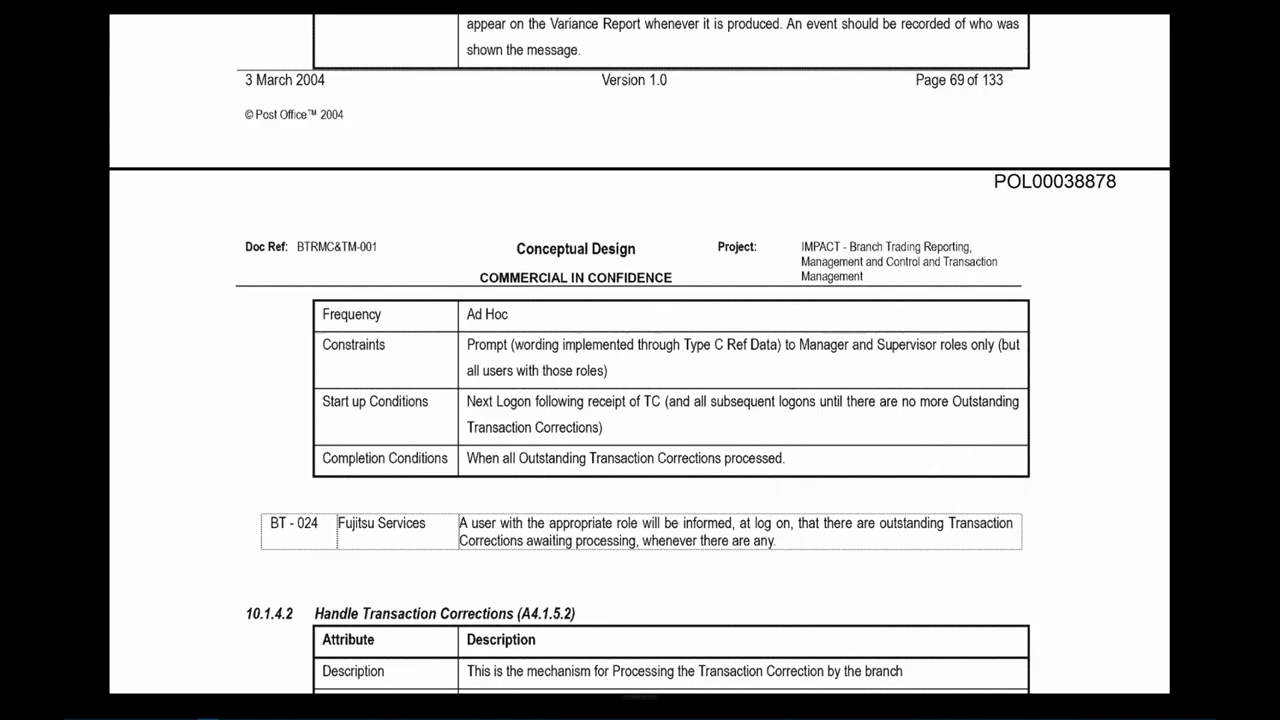 appear on the Variance Report whenever it is produced. An event should be recorded of who was
shown the message.
3 March 2004 Version 1.0 Page 69 of 133
© Post Office™ 2004
POL00038878
Doc Ref: BTRMC&TM-001 Conceptual Design Project: IMPACT - Branch Trading Reporting,
Management and Control and Transaction
COMMERCIAL IN CONFIDENCE Management
Frequency Ad Hoc
Constraints Prompt (wording implemented through Type C Ref Data) to Manager and Supervisor roles only (but
all users with those roles)
Start up Conditions Next Logon following receipt of TC (and all subsequent logons until there are no more Outstanding
Transaction Corrections)
Completion Conditions When all Outstanding Transaction Corrections processed.
BT - 024 Fujitsu Services A user with the appropriate role will be informed, at log on, that there are outstanding Transaction
Corrections awaiting processing, whenever there are any.
10.1.4.2 Handle Transaction Corrections (A4.1.5.2)
Attribute Description
Description This is the mechanism for Processing the Transaction Correction by the branch